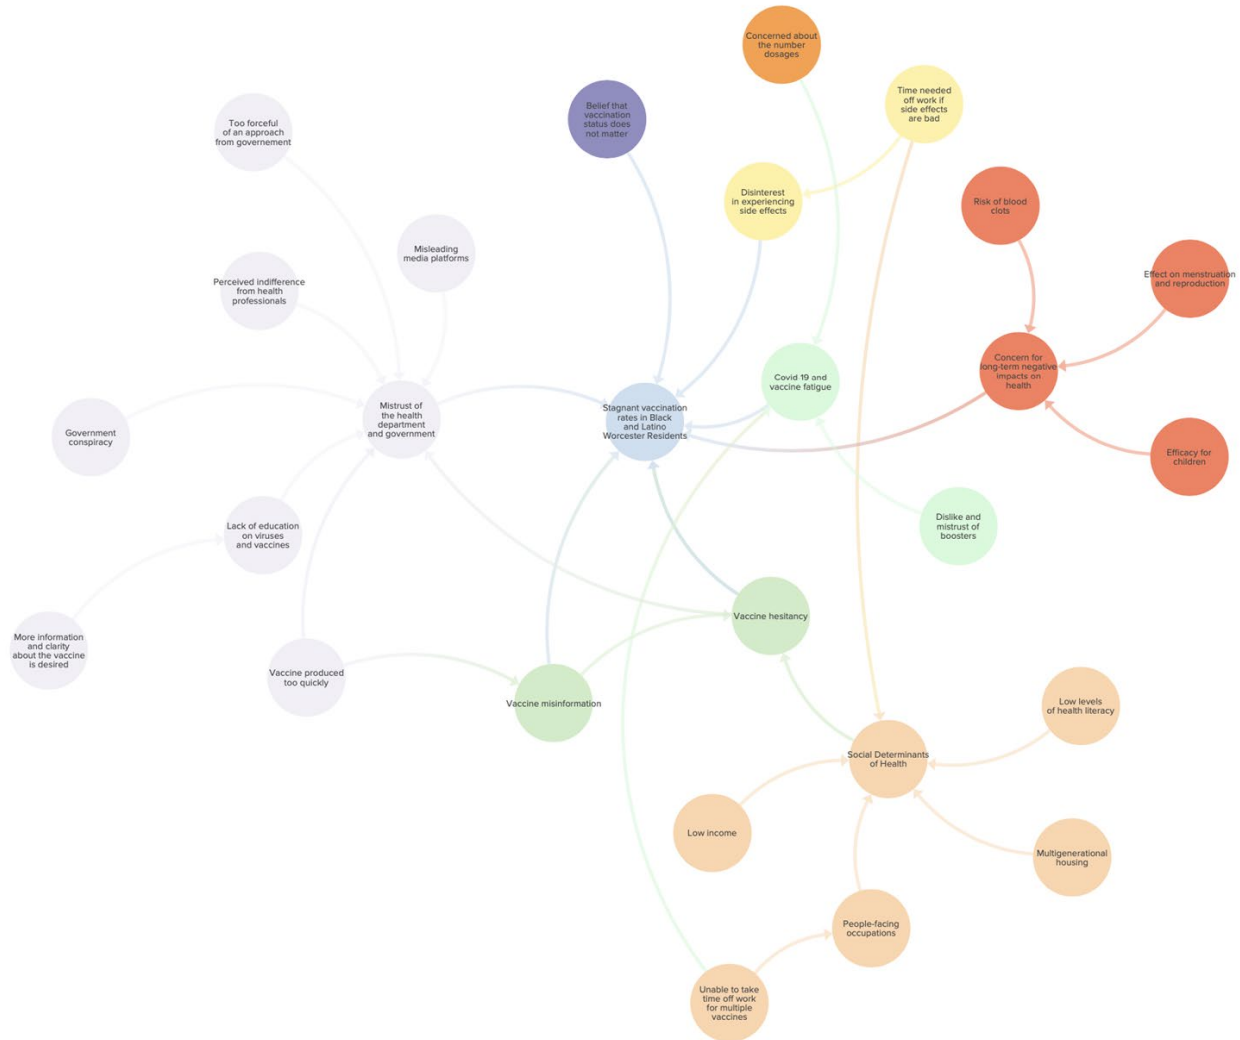 Concerned about
the number
dosages
Time needed
off work if
side effects
are bad
Belief that
vaccination
status does
not matter
Too forceful
of an approach
from governement
Disinterest
in experiencing
side effects
Risk of blood
clots
Misleading
media platforms
Effect on menstruation
and reproduction
Perceived indifference
from health
professionals
Concern for
long-term negative
impacts on
health
Covid 19 and
vaccine fatigue
Mistrust of
the health
department
and government
Stagnant vaccination
rates in Black
and Latino
Worcester Residents
Government
conspiracy
Efficacy for
children
Lack of education
on viruses
and vaccines
Dislike and
mistrust of
boosters
Vaccine hesitancy
More information
and clarity
about the vaccine
is desired
Vaccine produced
too quickly
Vaccine misinformation
Low levels
of health literacy
Social Determinants
of Health
Low income
Multigenerational
housing
People-facing
occupations
Unable to take
time off work
for multiple
vaccines